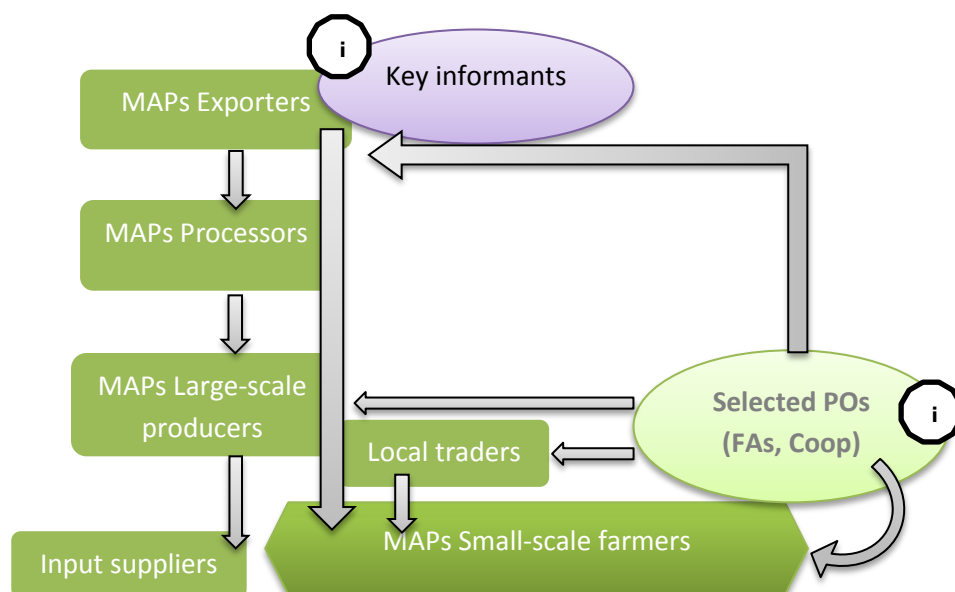 i
Key informants
MAPs Exporters
MAPs Processors
MAPs Large-scale
producers
Selected POs
(FAs, Coop)
i
Local traders
MAPs Small-scale farmers
Input suppliers